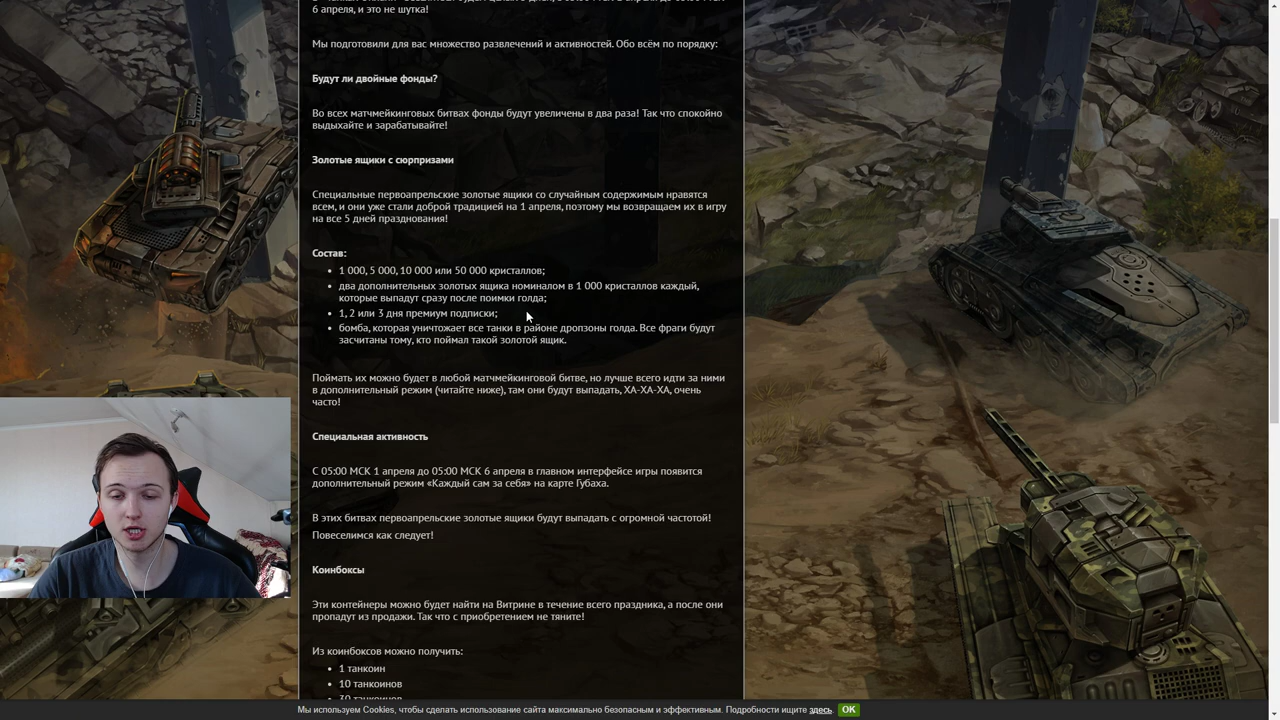 6 апреля, и это не шутка!
Мы подготовили для вас множество развлечений и активностей. Обо всём по порядку:
Будут ли двойные фонды?
Во всех матчмейкинговых битвах фонды будут увеличены в два раза! Так что спокойно
выдыхайте и зарабатывайте!
Золотые ящики с сюрпризами
Специальные первоапрельские золотые ящики со случайным содержимым нравятся
всем, и они уже стали доброй традицией на 1 апреля, поэтому мы возвращаем их в игру
на все 5 дней празднования!
Состав:
• 1 000, 5 000, 10 000 или 50 000 кристаллов;
• два дополнительных золотых ящика номиналом в 1 000 кристаллов каждый,
которые выпадут сразу после поимки голда;
• 1, 2 или 3 дня премиум подписки;
• бомба, которая уничтожает все танки в районе дропзоны голда. Все фраги будут
засчитаны тому, кто поймал такой золотой ящик.
Поймать их можно будет в любой матчмейкинговой битве, но лучше всего идти за ними
в дополнительный режим (читайте ниже), там они будут выпадать, ХА-ХА-ХА, очень
часто!
Специальная активность
С 05:00 МСК 1 апреля до 05:00 МСК 6 апреля в главном интерфейсе игры появится
дополнительный режим «Каждый сам за себя» на карте Губаха.
В этих битвах первоапрельские золотые ящики будут выпадать с огромной частотой!
Повеселимся как следует!
Коинбоксы
Эти контейнеры можно будет найти на Витрине в течение всего праздника, а после они
пропадут из продажи. Так что с приобретением не тяните!
Из коинбоксов можно получить:
• 1 танкоин
• 10 танкоинов
• 30 танкоинов
Мы используем Cookies, чтобы сделать использование сайта максимально безопасным и эффективным. Подробности ищите здесь. OK